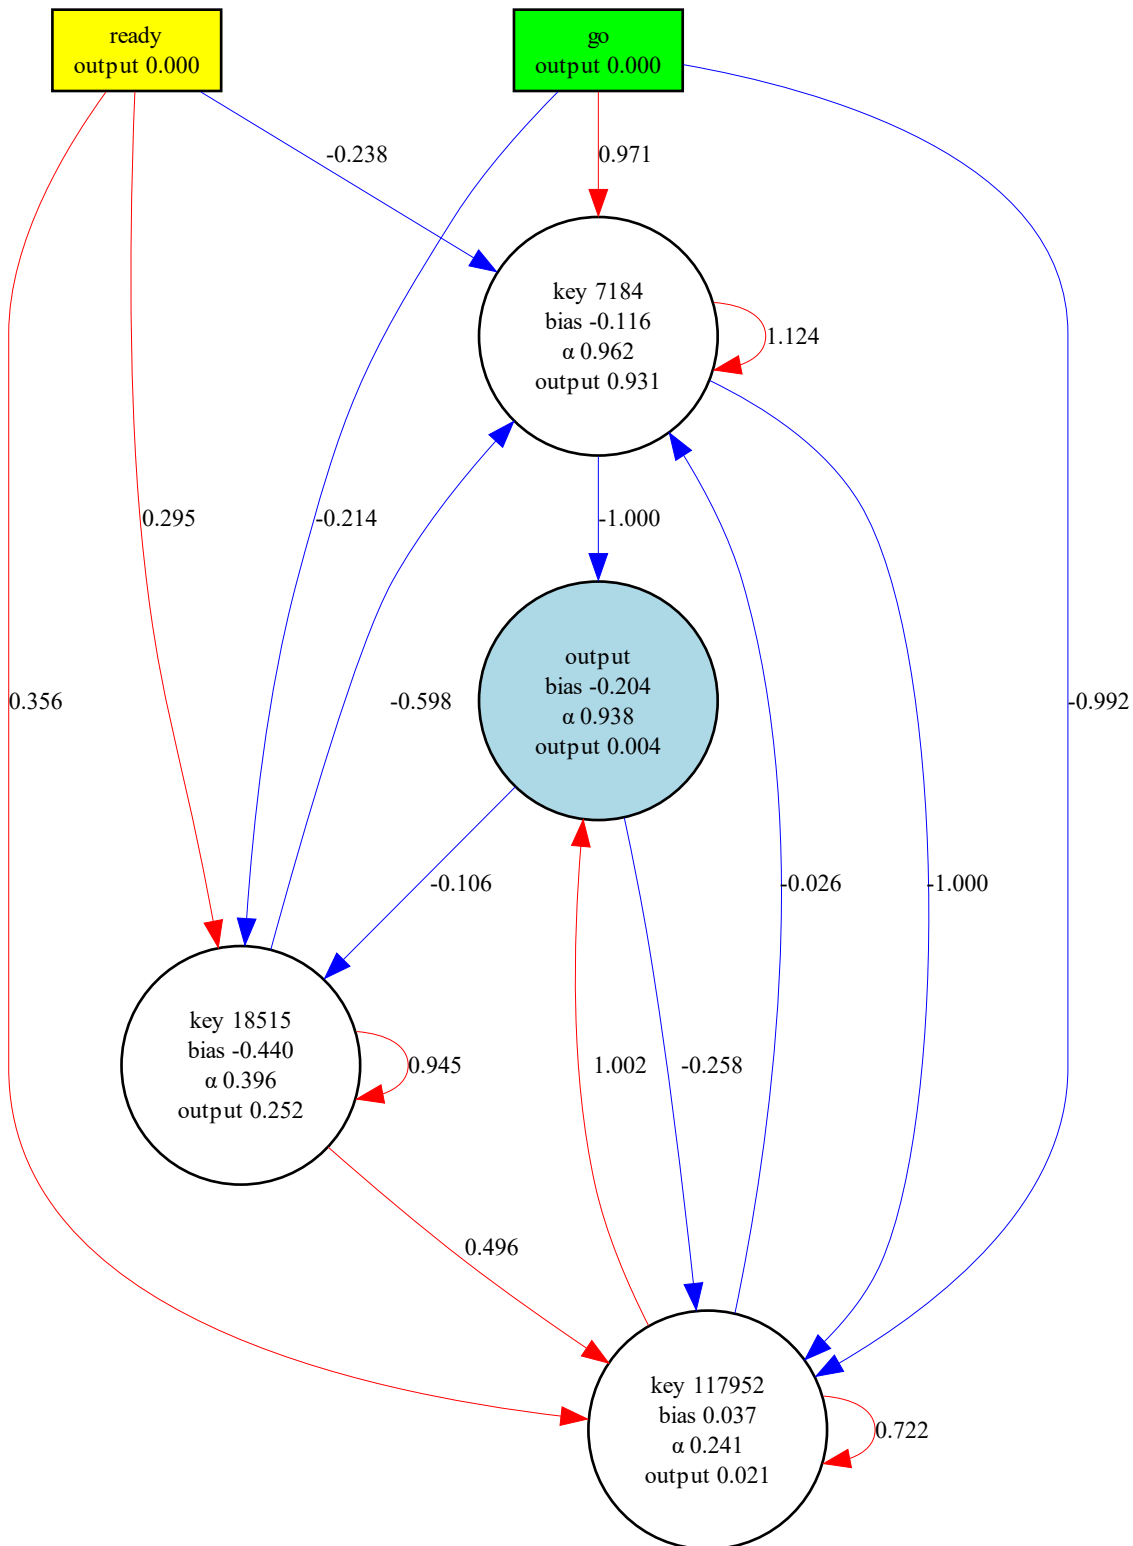 ready
output 0.000
go
output 0.000
-0.238
0.971
key 7184
bias -0.116
α 0.962
output 0.931
1.124
0.295
-0.214
-1.000
0.356
-0.598
output
bias -0.204
α 0.938
output 0.004
-0.992
-0.106
-0.026
-1.000
key 18515
bias -0.440
α 0.396
output 0.252
0.945
1.002
-0.258
0.496
key 117952
bias 0.037
α 0.241
output 0.021
0.722